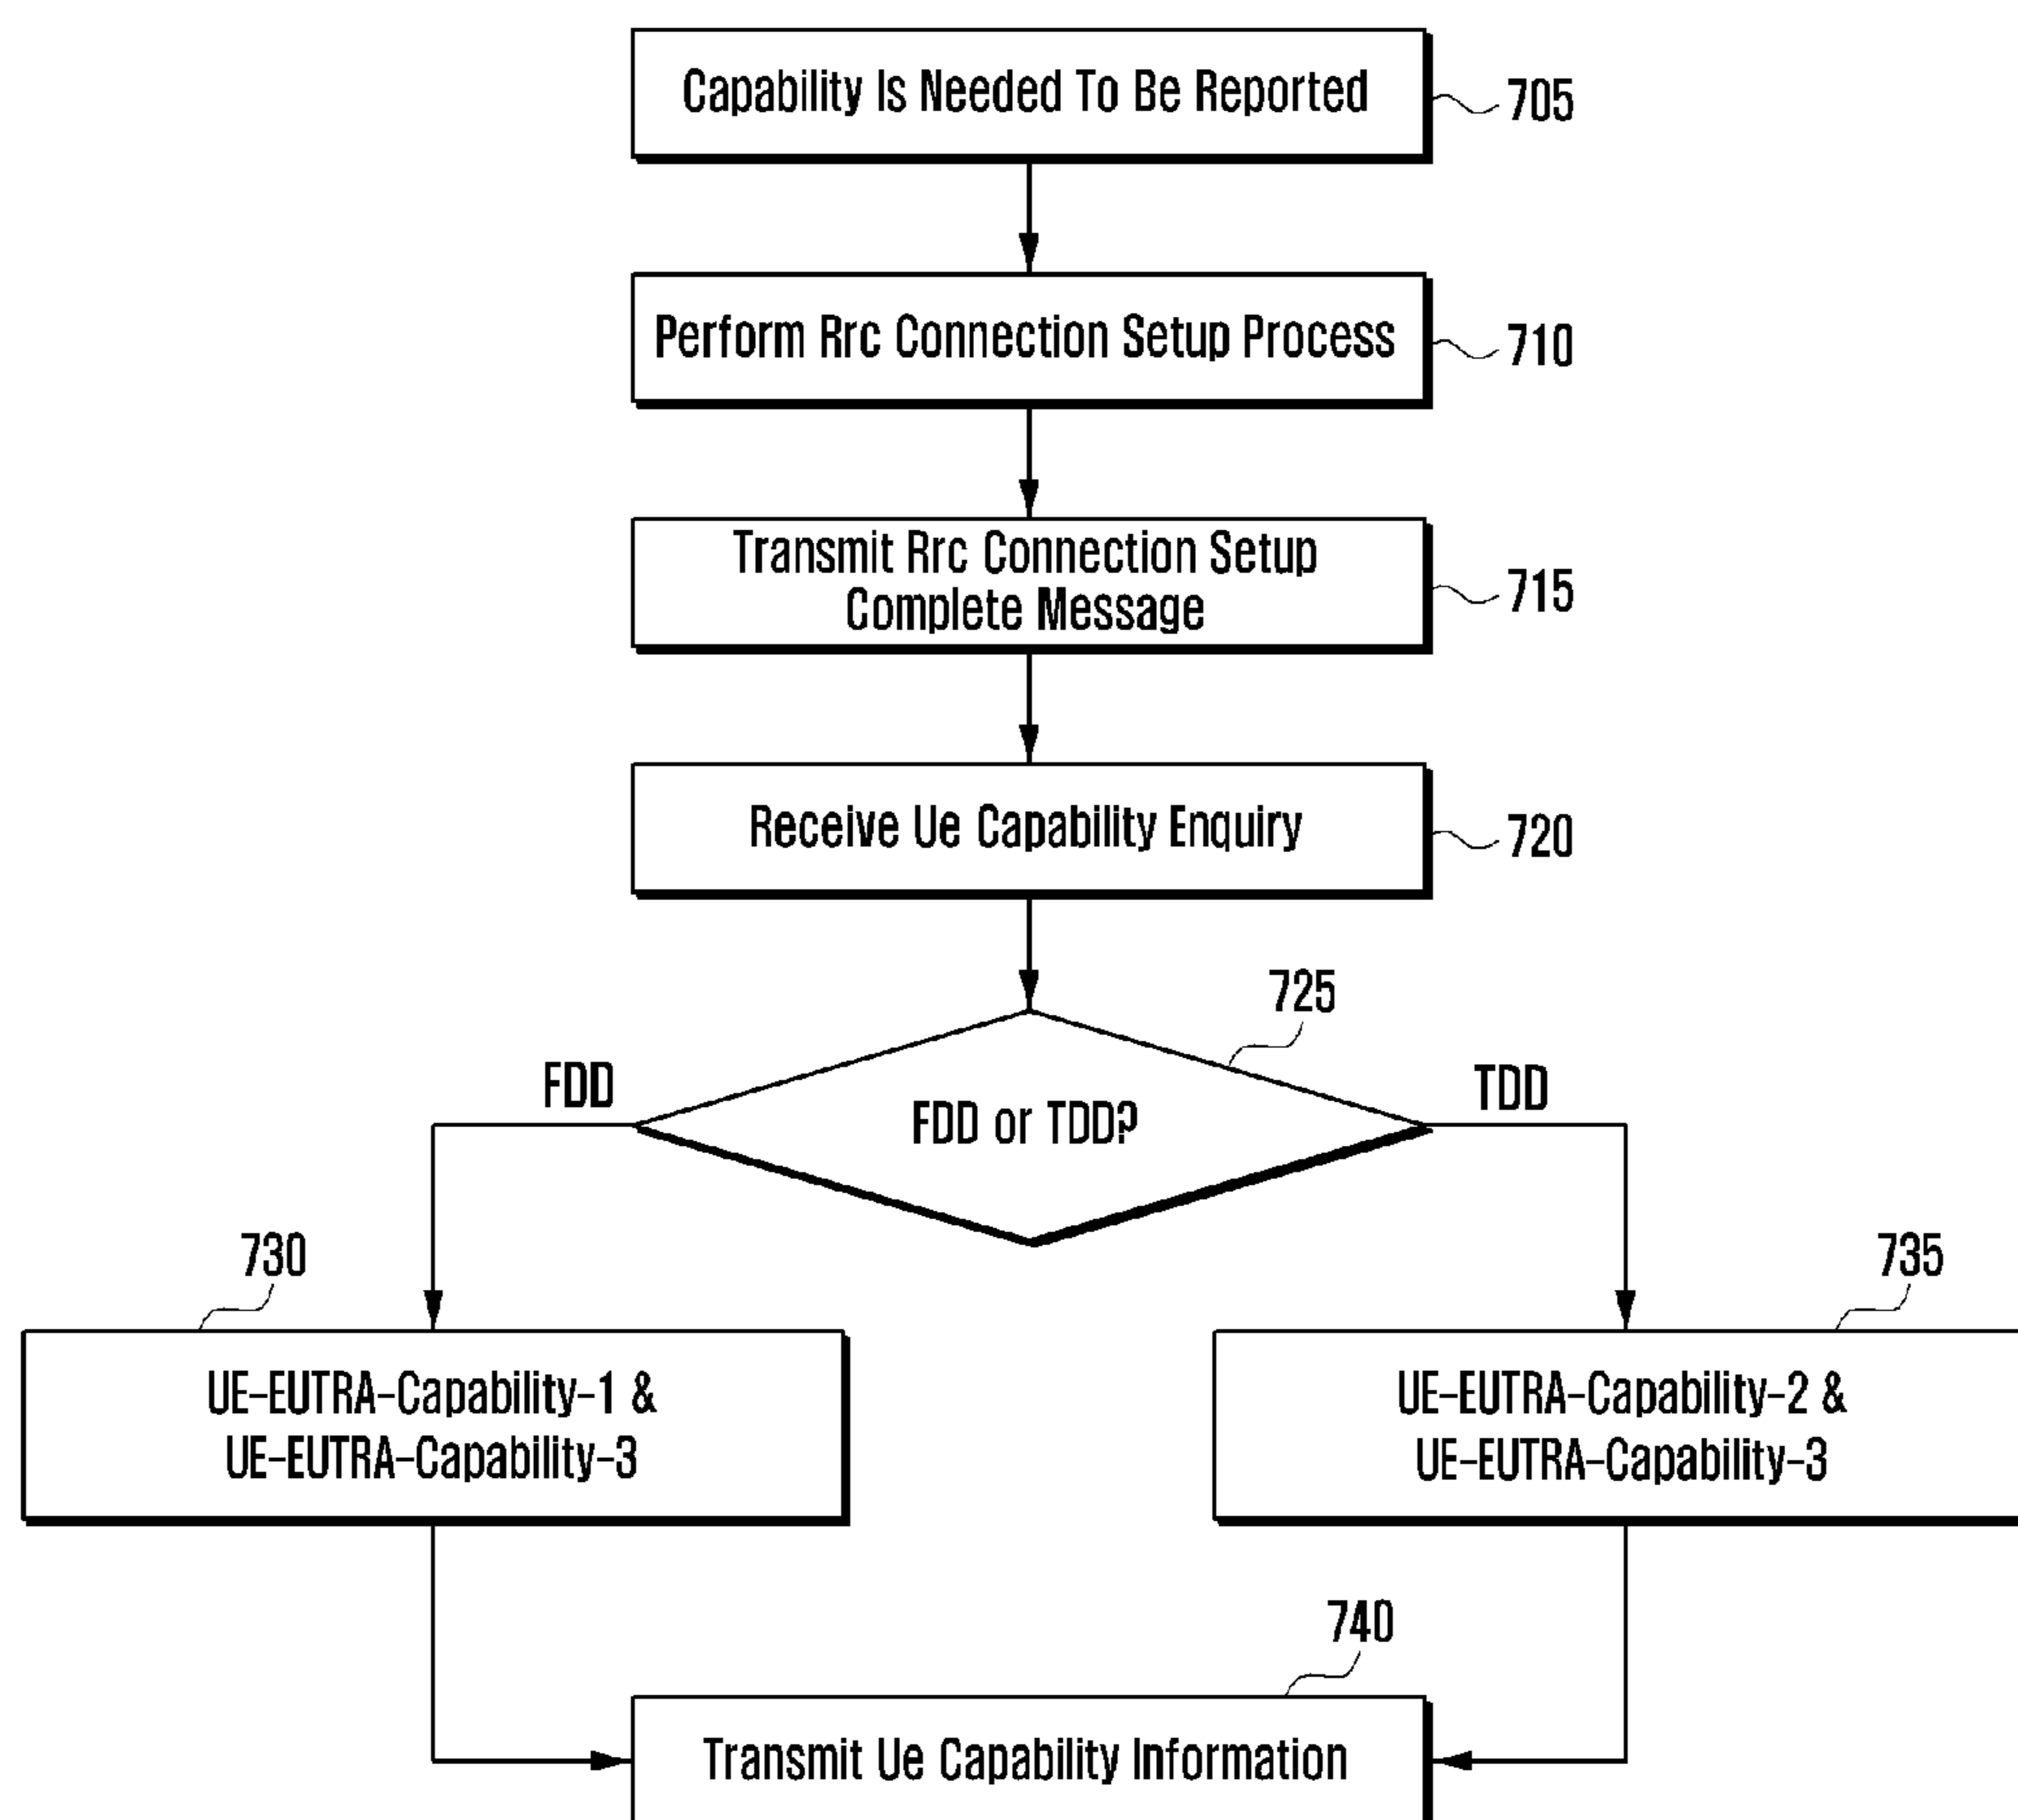 Capability Is Needed To Be Reported
705
Perform Rrc Connection Setup Process
710
Transmit Rrc Connection Setup
Complete Message
715
Receive Ue Capability Enquiry
720
725
FDD
FDD or TDD?
TDD
730
UE-EUTRA-Capability-1 &
UE-EUTRA-Capability-3
735
UE-EUTRA-Capability-2 &
UE-EUTRA-Capability-3
740
Transmit Ue Capability Information